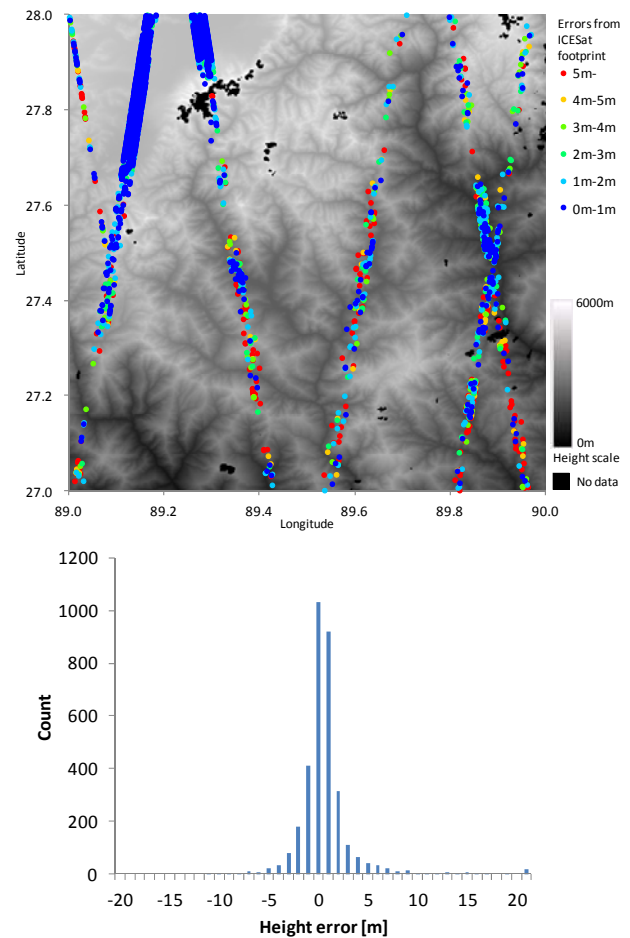 28.0
27.8
27.6
27.4
27.2
27.0
Latitude
89.0 89.2 89.4 89.6 89.8 90.0
Longitude
Errors from
ICESat
footprint
5m-
4m-5m
3m-4m
2m-3m
1m-2m
0m-1m
6000m
0m
Height scale
No data
1200
1000
800
600
400
200
0
Count
-20 -15 -10 -5 0 5 10 15 20
Height error [m]